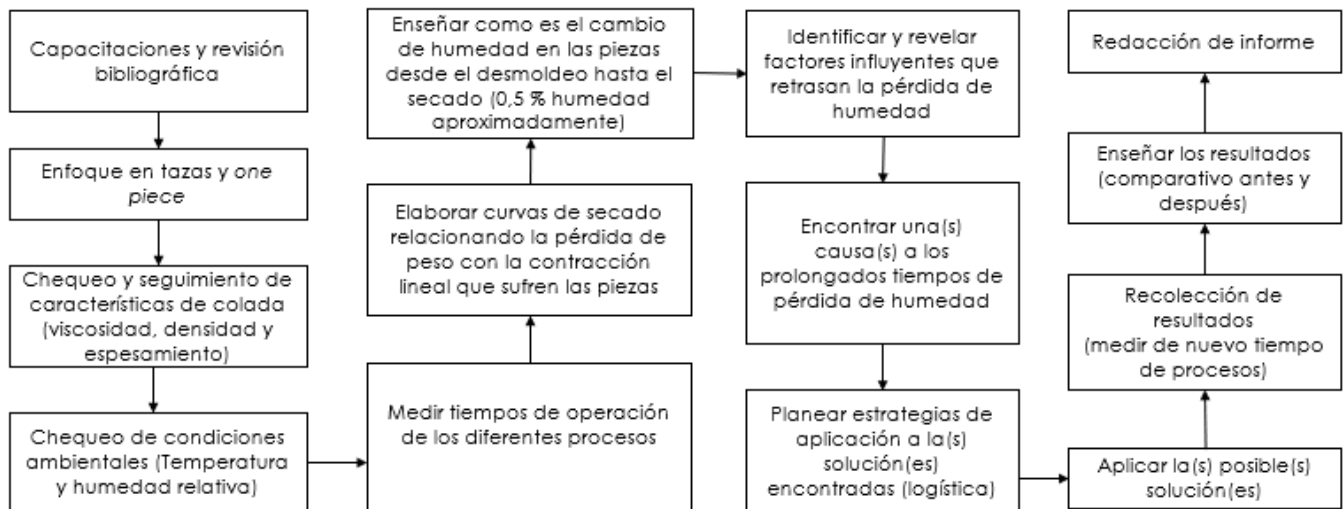 Capacitaciones y revisión
bibliográfica
Enfoque en tazas y one
piece
Chequeo y seguimiento de
características de colada
(viscosidad, densidad y
espesamiento)
Chequeo de condiciones
ambientales (Temperatura
y humedad relativa)
Medir tiempos de operación
de los diferentes procesos
Elaborar curvas de secado
relacionando la pérdida de
peso con la contracción
lineal que sufren las piezas
Enseñar como es el cambio
de humedad en las piezas
desde el desmoldeo hasta el
secado (0,5 % humedad
aproximadamente)
Identificar y revelar
factores influyentes que
retrasan la pérdida de
humedad
Encontrar una(s)
causa(s) a los
prolongados tiempos de
pérdida de humedad
Planear estrategias de
aplicación a la(s)
solución(es)
encontradas (logística)
Aplicar la(s) posible(s)
solución(es)
Recolección de
resultados
(medir de nuevo tiempo
de procesos)
Enseñar los resultados
(comparativo antes y
después)
Redacción de informe